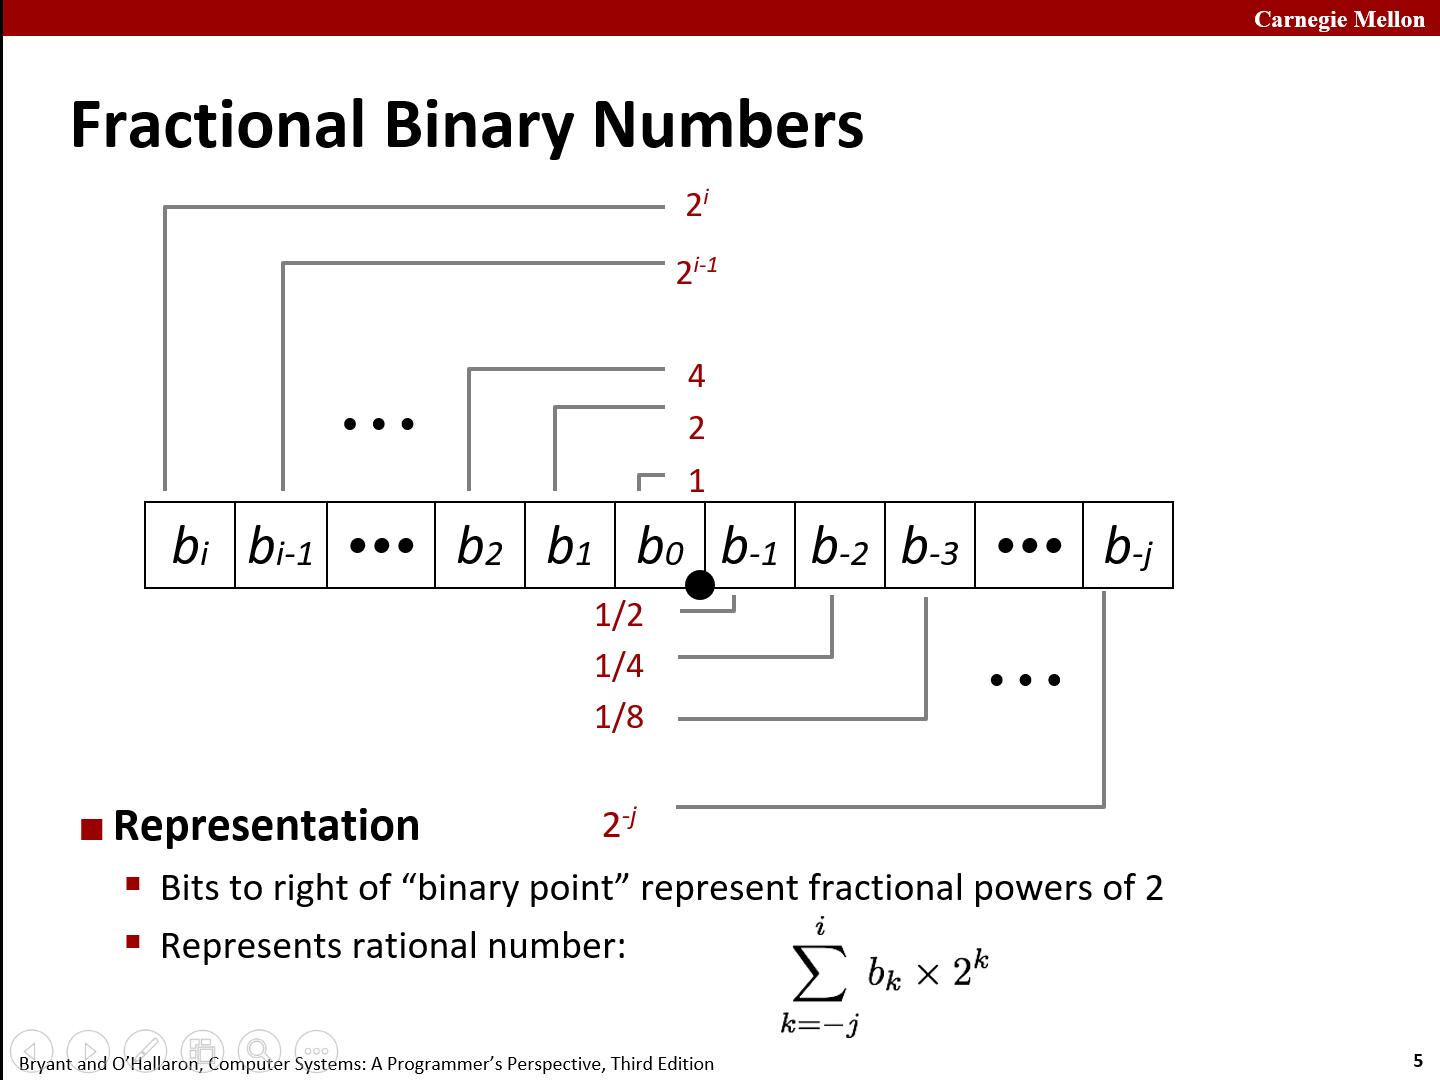 Carnegie Mellon
Fractional Binary Numbers
2^i
2^{i-1}
4
• • •
2
1
b_i b_{i-1} ••• b_2 b_1 b_0 b_{-1} b_{-2} b_{-3} ••• b_{-j}
1/2
1/4
• • •
1/8
2^{-j}
■ Representation
▪ Bits to right of “binary point” represent fractional powers of 2
▪ Represents rational number:
\sum_{k=-j}^{i} b_k × 2^k
Bryant and O’Hallaron, Computer Systems: A Programmer’s Perspective, Third Edition
5